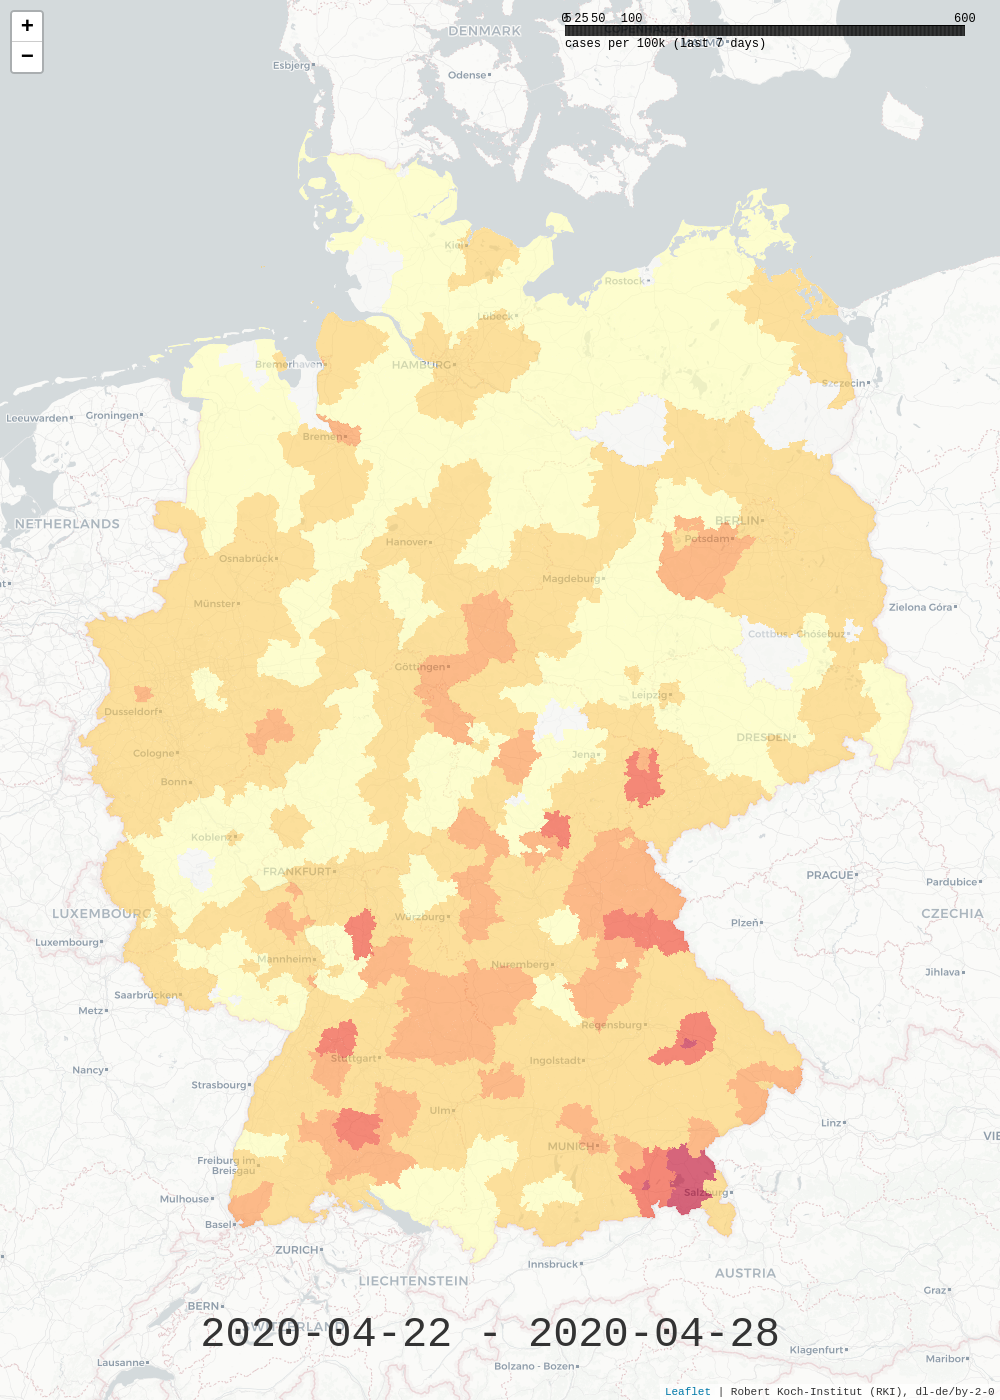 +
−
0 5 25 50 100 600
cases per 100k (last 7 days)
DENMARK
Esbjerg
Odense
Kiel
Rostock
Lübeck
Bremerhaven
HAMBURG
Szczecin
Leeuwarden
Groningen
Bremen
NETHERLANDS
BERLIN
Potsdam
Hanover
Osnabrück
Magdeburg
Münster
Zielona Góra
Cottbus - Chóśebuz
Göttingen
Leipzig
Dusseldorf
DRESDEN
Cologne
Jena
Bonn
Koblenz
FRANKFURT
PRAGUE
Pardubice
LUXEMBOURG
Würzburg
CZECHIA
Plzeň
Luxembourg
Mannheim
Nuremberg
Jihlava
Saarbrücken
Metz
Regensburg
Stuttgart
Ingolstadt
Nancy
Strasbourg
Ulm
Linz
VIE
MUNICH
Freiburg im
Breisgau
Mulhouse
Salzburg
Basel
ZURICH
Innsbruck
LIECHTENSTEIN
AUSTRIA
Graz
BERN
SWITZERLAND
2020-04-22 - 2020-04-28
Klagenfurt
Lausanne
Bolzano - Bozen
Maribor
Leaflet | Robert Koch-Institut (RKI), dl-de/by-2-0